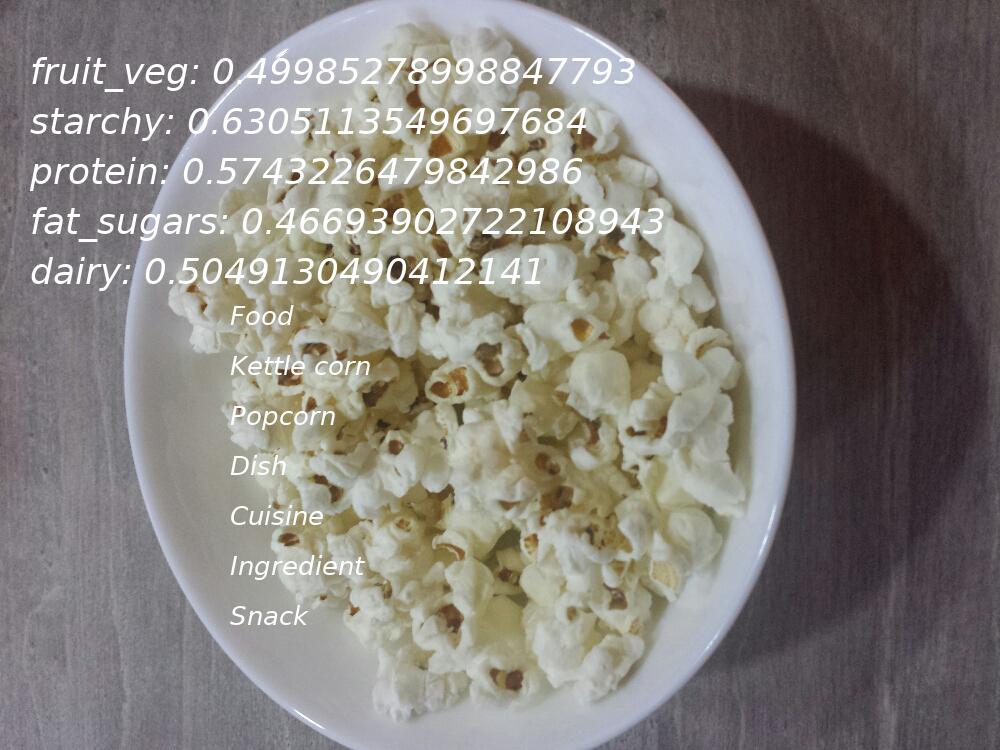 fruit_veg: 0.49985278998847793
starchy: 0.6305113549697684
protein: 0.5743226479842986
fat_sugars: 0.46693902722108943
dairy: 0.5049130490412141
Food
Kettle corn
Popcorn
Dish
Cuisine
Ingredient
Snack